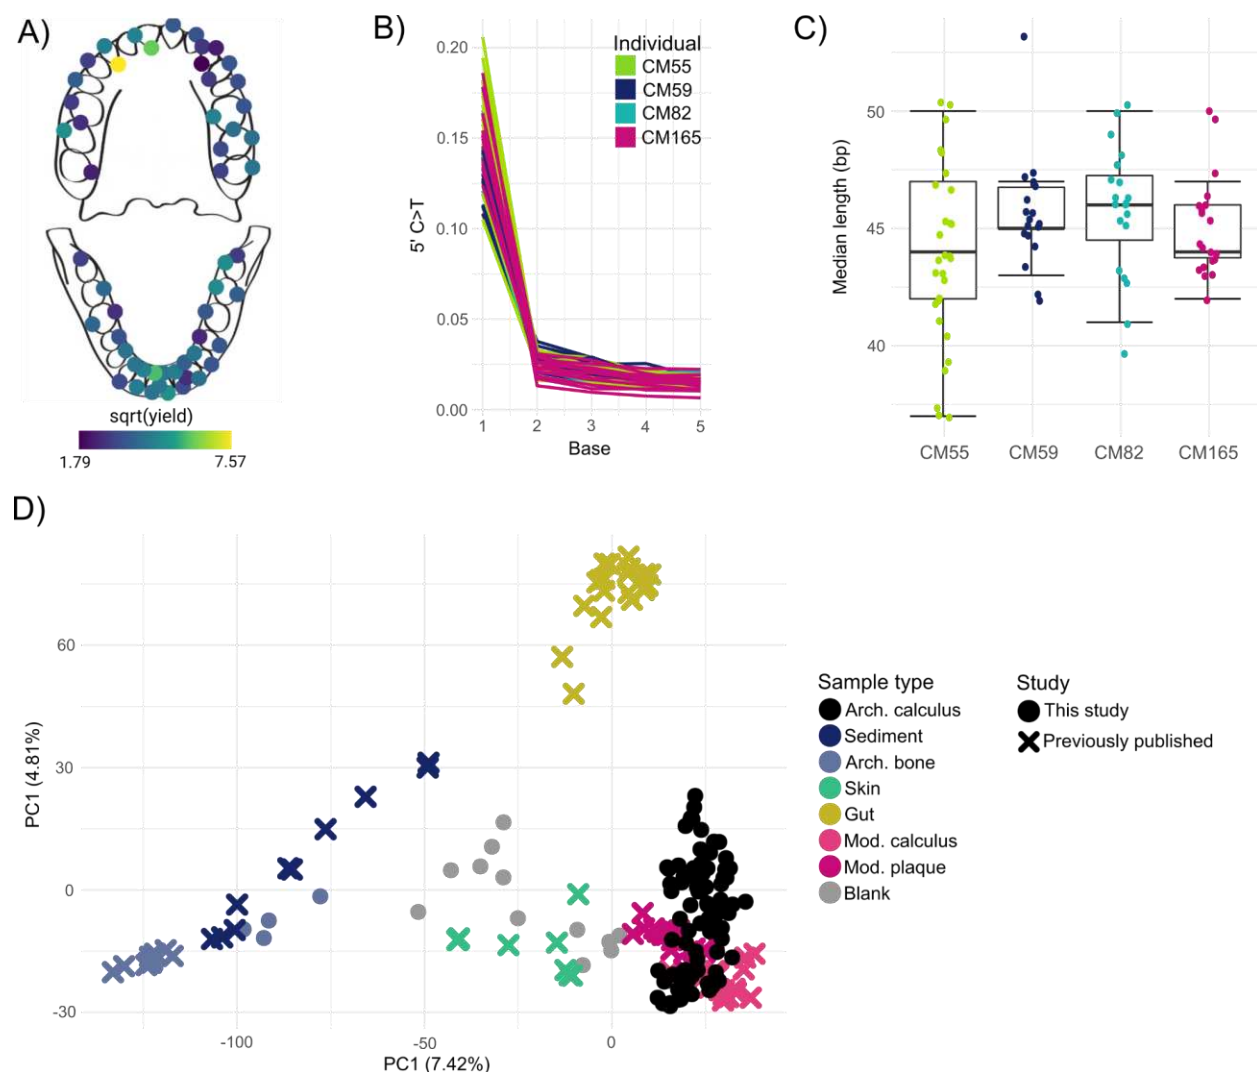 A)
sqrt(yield)
1.79 7.57
B)
5' C>T
0.20
0.15
0.10
0.05
0.00
1 2 3 4 5
Base
Individual
CM55
CM59
CM82
CM165
C)
Median length (bp)
50
45
40
CM55 CM59 CM82 CM165
D)
PC1 (4.81%)
60
30
0
-30
-100 -50 0
PC1 (7.42%)
Sample type
Arch. calculus
Sediment
Arch. bone
Skin
Gut
Mod. calculus
Mod. plaque
Blank
Study
This study
Previously published